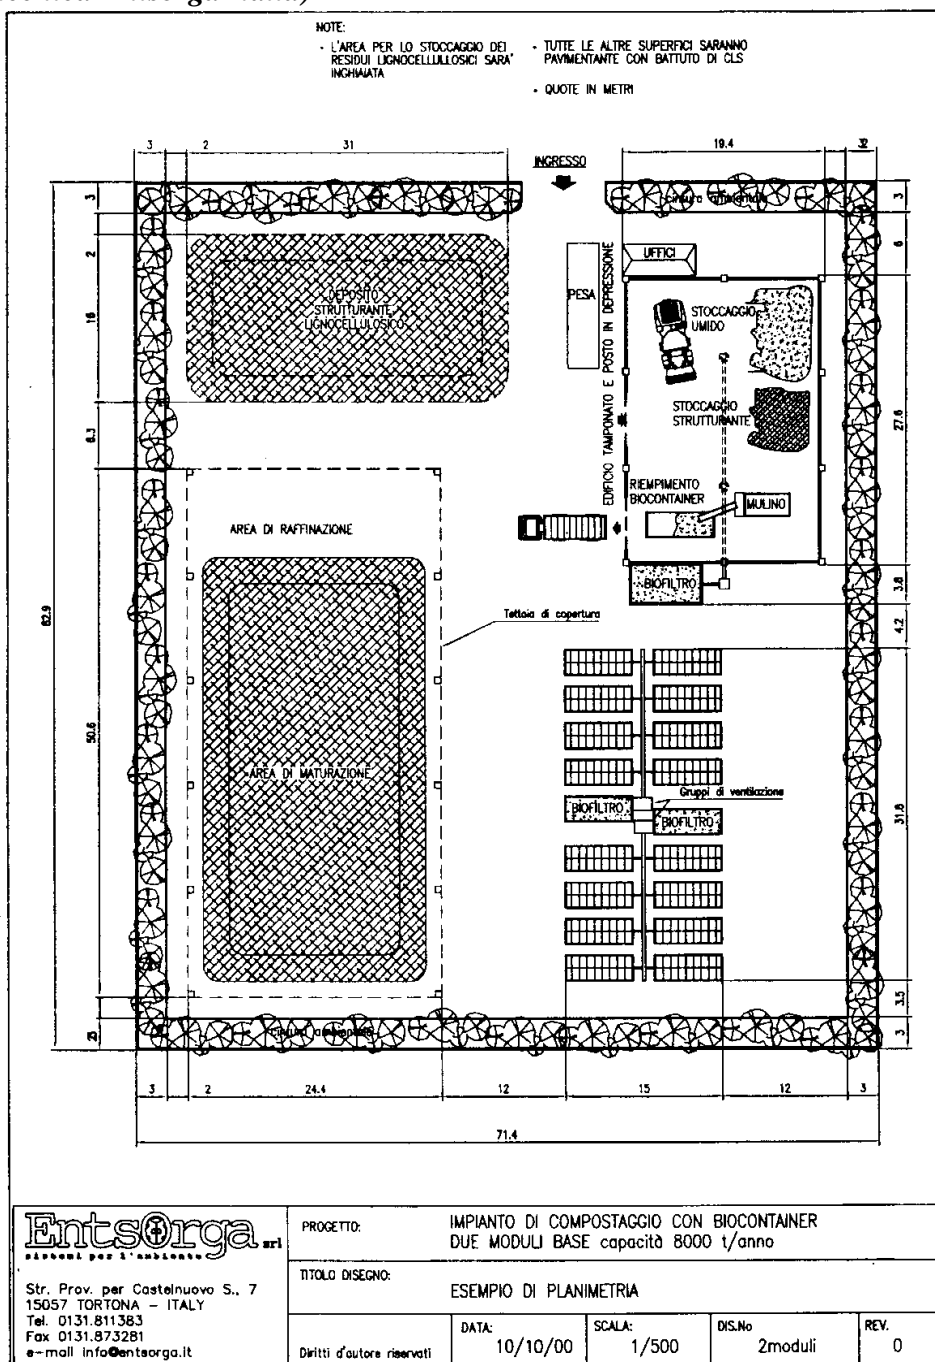 NOTE:
- L'AREA PER LO STOCCAGGIO DEI
RESIDUI LIGNOCELLULLOSICI SARA'
INGHIAIATA
- TUTTE LE ALTRE SUPERFICI SARANNO
PAVIMENTANTE CON BATTUTO DI CLS
- QUOTE IN METRI
3
2
31
INGRESSO
19.4
3
cintura ambientale
3
3
2
16
6.3
50.6
82.9
6
27.6
3.8
4.2
31.8
3.5
3
DEPOSITO
STRUTTURANTE
LIGNOCELLULOSICO
PESA
EDIFICIO TAMPONATO E POSTO IN DEPRESSIONE
UFFICI
STOCCAGGIO
UMIDO
STOCCAGGIO
STRUTTURANTE
RIEMPIMENTO
BIOCONTAINER
MULINO
BIOFILTRO
AREA DI RAFFINAZIONE
Tettoia di copertura
AREA DI MATURAZIONE
Gruppi di ventilazione
BIOFILTRO
BIOFILTRO
cintura ambientale
3
2
24.4
12
15
12
3
71.4
EntsOrga srl
sistemi per l'ambiente
Str. Prov. per Castelnuovo S., 7
15057 TORTONA - ITALY
Tel. 0131.811383
Fax 0131.873281
e-mail info@entsorga.it
PROGETTO:
IMPIANTO DI COMPOSTAGGIO CON BIOCONTAINER
DUE MODULI BASE capacità 8000 t/anno
TITOLO DISEGNO:
ESEMPIO DI PLANIMETRIA
Diritti d'autore riservati
DATA:
10/10/00
SCALA:
1/500
DIS.No
2moduli
REV.
0